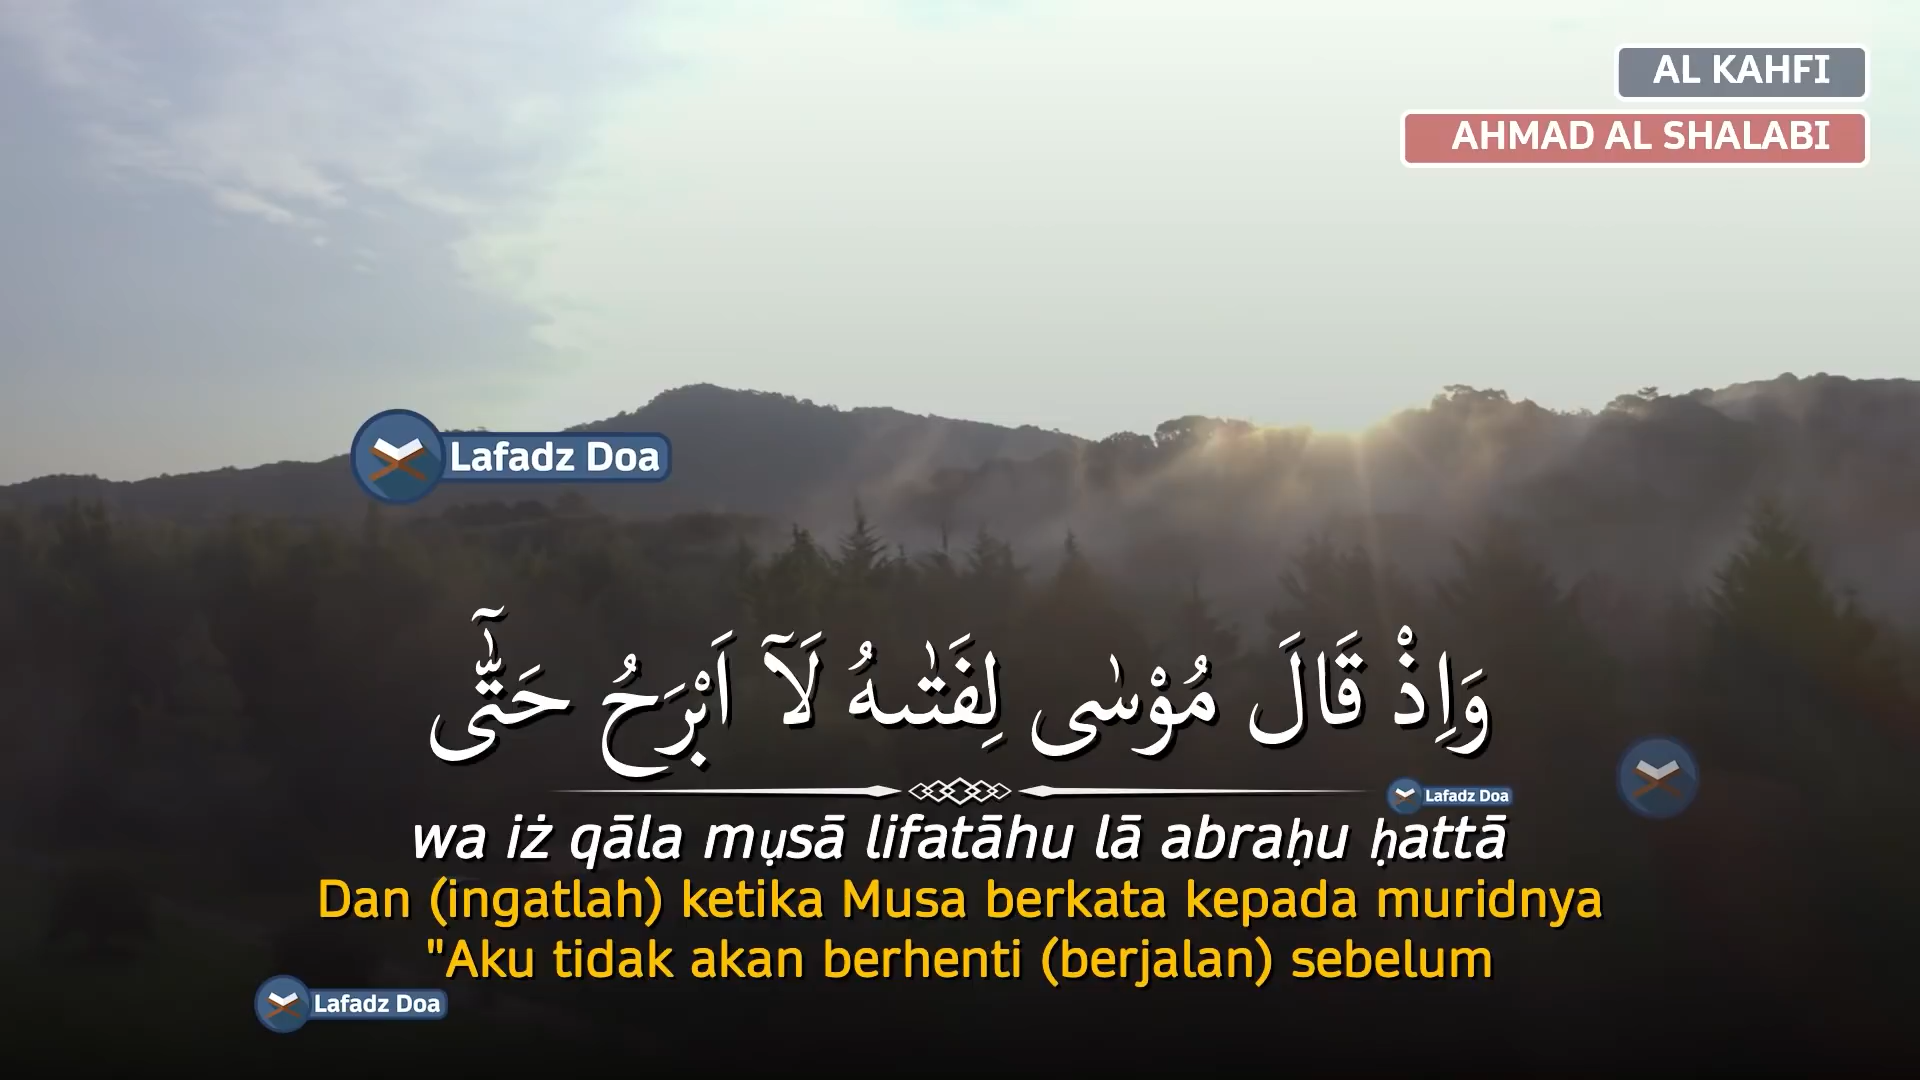 AL KAHFI
AHMAD AL SHALABI
Lafadz Doa
وَاِذْ قَالَ مُوْسٰى لِفَتٰىهُ لَآ اَبْرَحُ حَتّٰٓى
Lafadz Doa
wa iż qāla mụsā lifatāhu lā abraḥu ḥattā
Dan (ingatlah) ketika Musa berkata kepada muridnya
"Aku tidak akan berhenti (berjalan) sebelum
Lafadz Doa